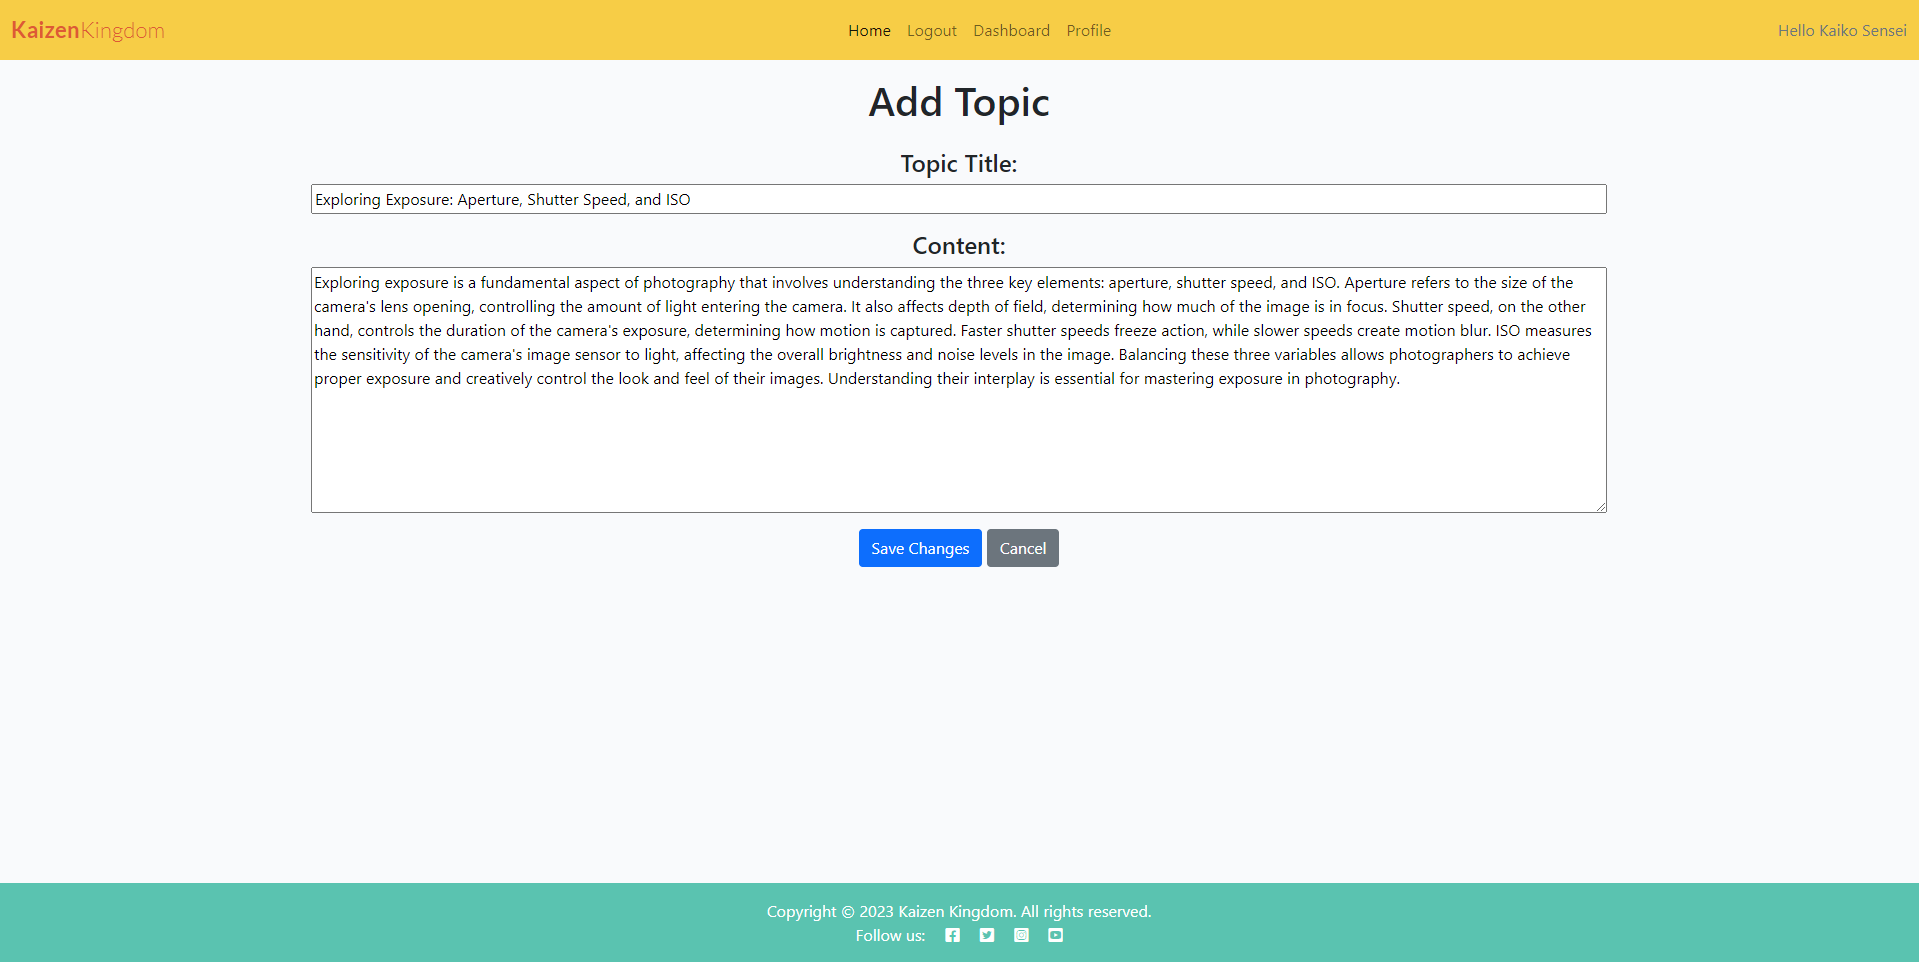 KaizenKingdom
Home Logout Dashboard Profile
Hello Kaiko Sensei
Add Topic
Topic Title:
Exploring Exposure: Aperture, Shutter Speed, and ISO
Content:
Exploring exposure is a fundamental aspect of photography that involves understanding the three key elements: aperture, shutter speed, and ISO. Aperture refers to the size of the
camera's lens opening, controlling the amount of light entering the camera. It also affects depth of field, determining how much of the image is in focus. Shutter speed, on the other
hand, controls the duration of the camera's exposure, determining how motion is captured. Faster shutter speeds freeze action, while slower speeds create motion blur. ISO measures
the sensitivity of the camera's image sensor to light, affecting the overall brightness and noise levels in the image. Balancing these three variables allows photographers to achieve
proper exposure and creatively control the look and feel of their images. Understanding their interplay is essential for mastering exposure in photography.
Save Changes Cancel
Copyright © 2023 Kaizen Kingdom. All rights reserved.
Follow us: